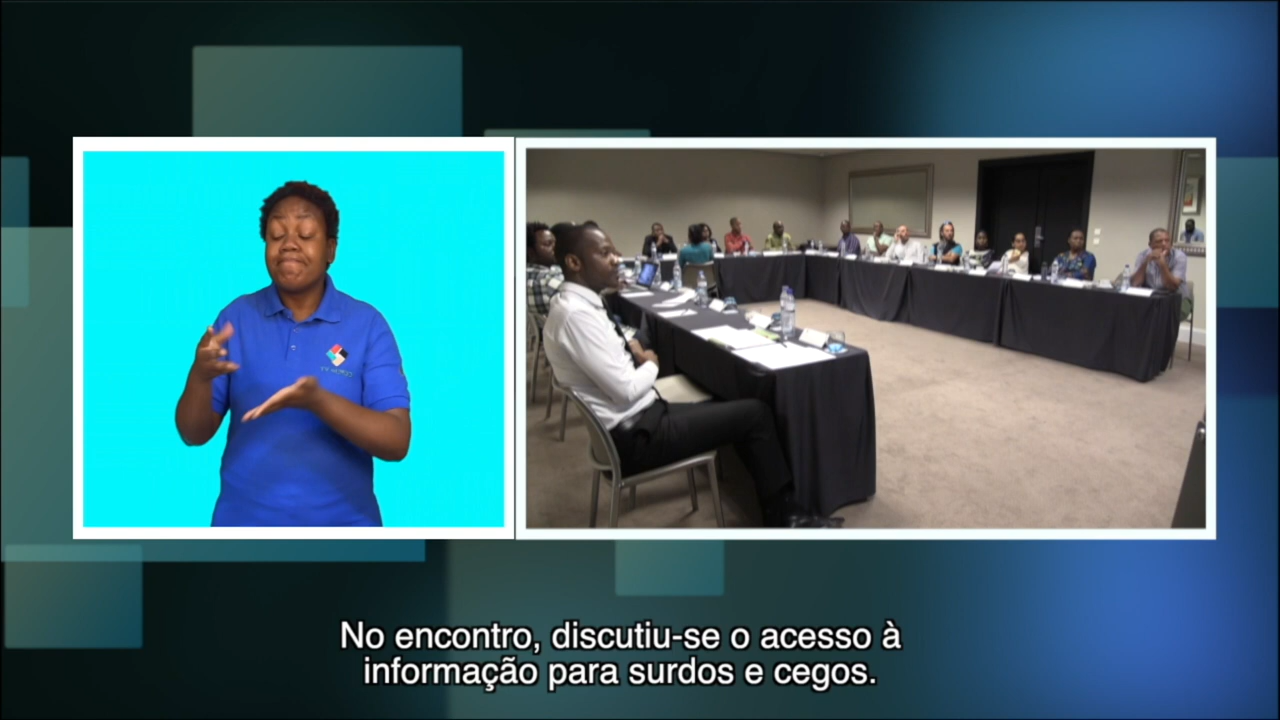 No encontro, discutiu-se o acesso à
informação para surdos e cegos.